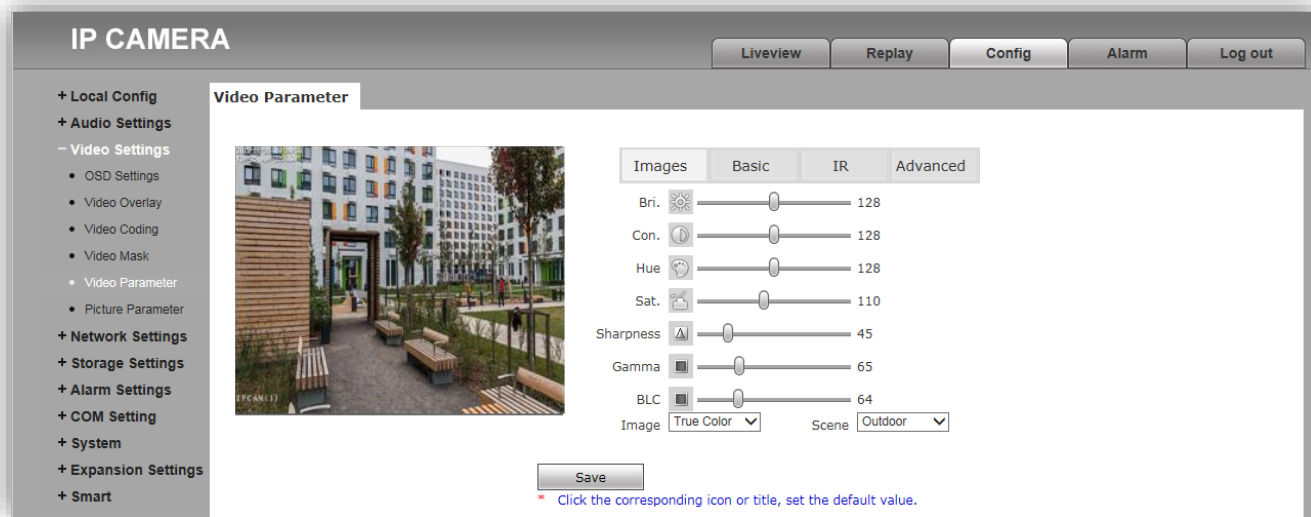 IP CAMERA
Liveview Replay Config Alarm Log out
+ Local Config
+ Audio Settings
− Video Settings
• OSD Settings
• Video Overlay
• Video Coding
• Video Mask
• Video Parameter
• Picture Parameter
+ Network Settings
+ Storage Settings
+ Alarm Settings
+ COM Setting
+ System
+ Expansion Settings
+ Smart
Video Parameter
IPCAM(1)
Images Basic IR Advanced
Bri. 128
Con. 128
Hue 128
Sat. 110
Sharpness 45
Gamma 65
BLC 64
Image True Color Scene Outdoor
Save
* Click the corresponding icon or title, set the default value.